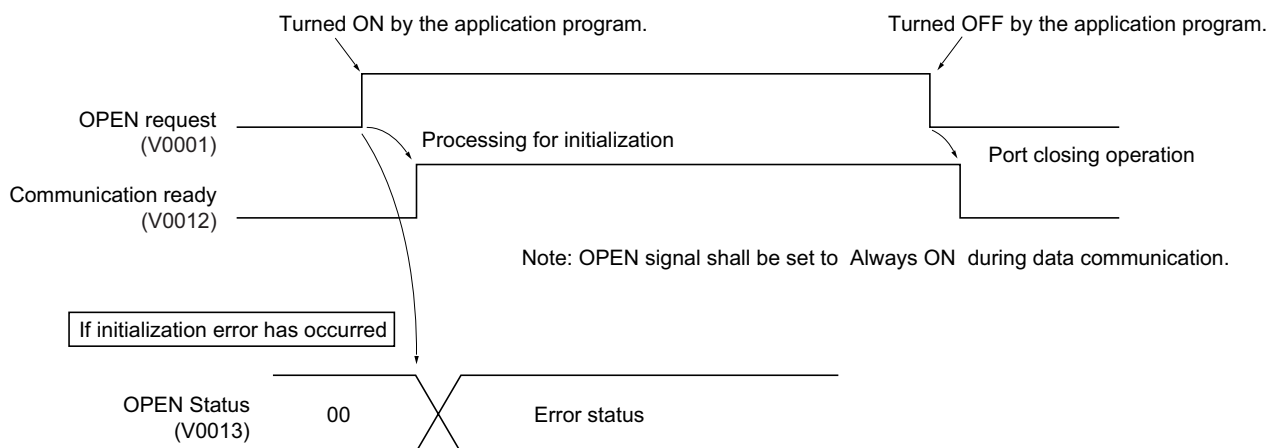 Turned ON by the application program.
Turned OFF by the application program.
OPEN request
(V0001)
Processing for initialization
Port closing operation
Communication ready
(V0012)
Note: OPEN signal shall be set to Always ON during data communication.
If initialization error has occurred
OPEN Status
(V0013)
00
Error status